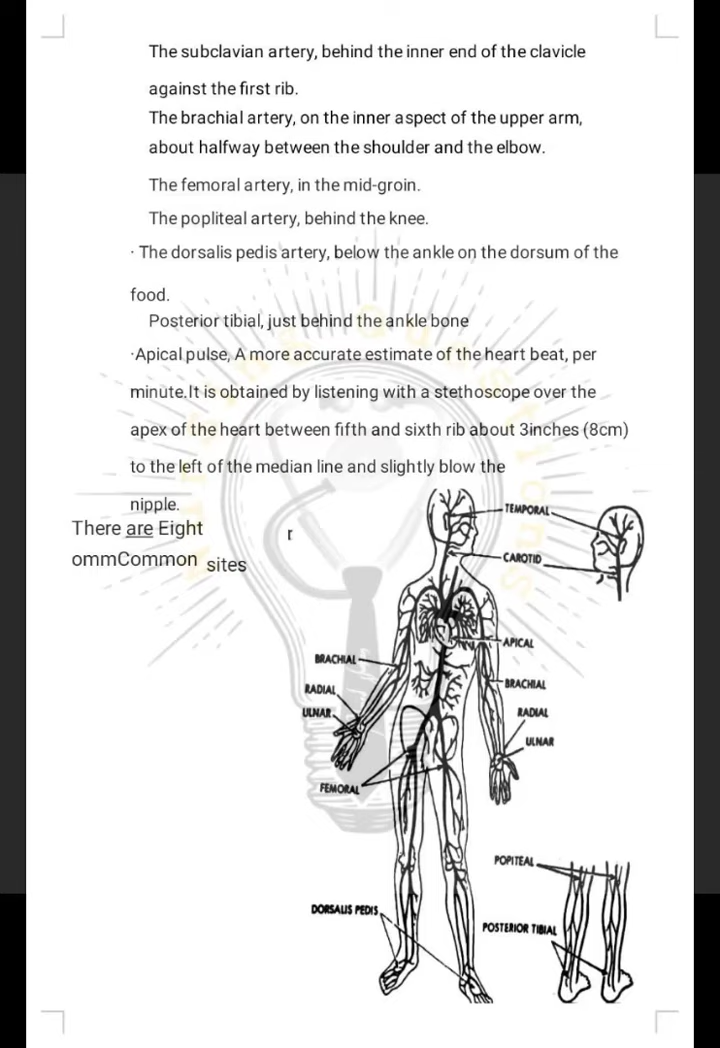 The subclavian artery, behind the inner end of the clavicle
against the first rib.
The brachial artery, on the inner aspect of the upper arm,
about halfway between the shoulder and the elbow.
The femoral artery, in the mid-groin.
The popliteal artery, behind the knee.
· The dorsalis pedis artery, below the ankle on the dorsum of the
food.
Posterior tibial, just behind the ankle bone
·Apical pulse, A more accurate estimate of the heart beat, per
minute.It is obtained by listening with a stethoscope over the
apex of the heart between fifth and sixth rib about 3inches (8cm)
to the left of the median line and slightly blow the
nipple.
There are Eight
r
ommCommon sites
TEMPORAL
CAROTID
APICAL
BRACHIAL
BRACHIAL
RADIAL
RADIAL
ULNAR
ULNAR
FEMORAL
POPITEAL
DORSALIS PEDIS
POSTERIOR TIBIAL